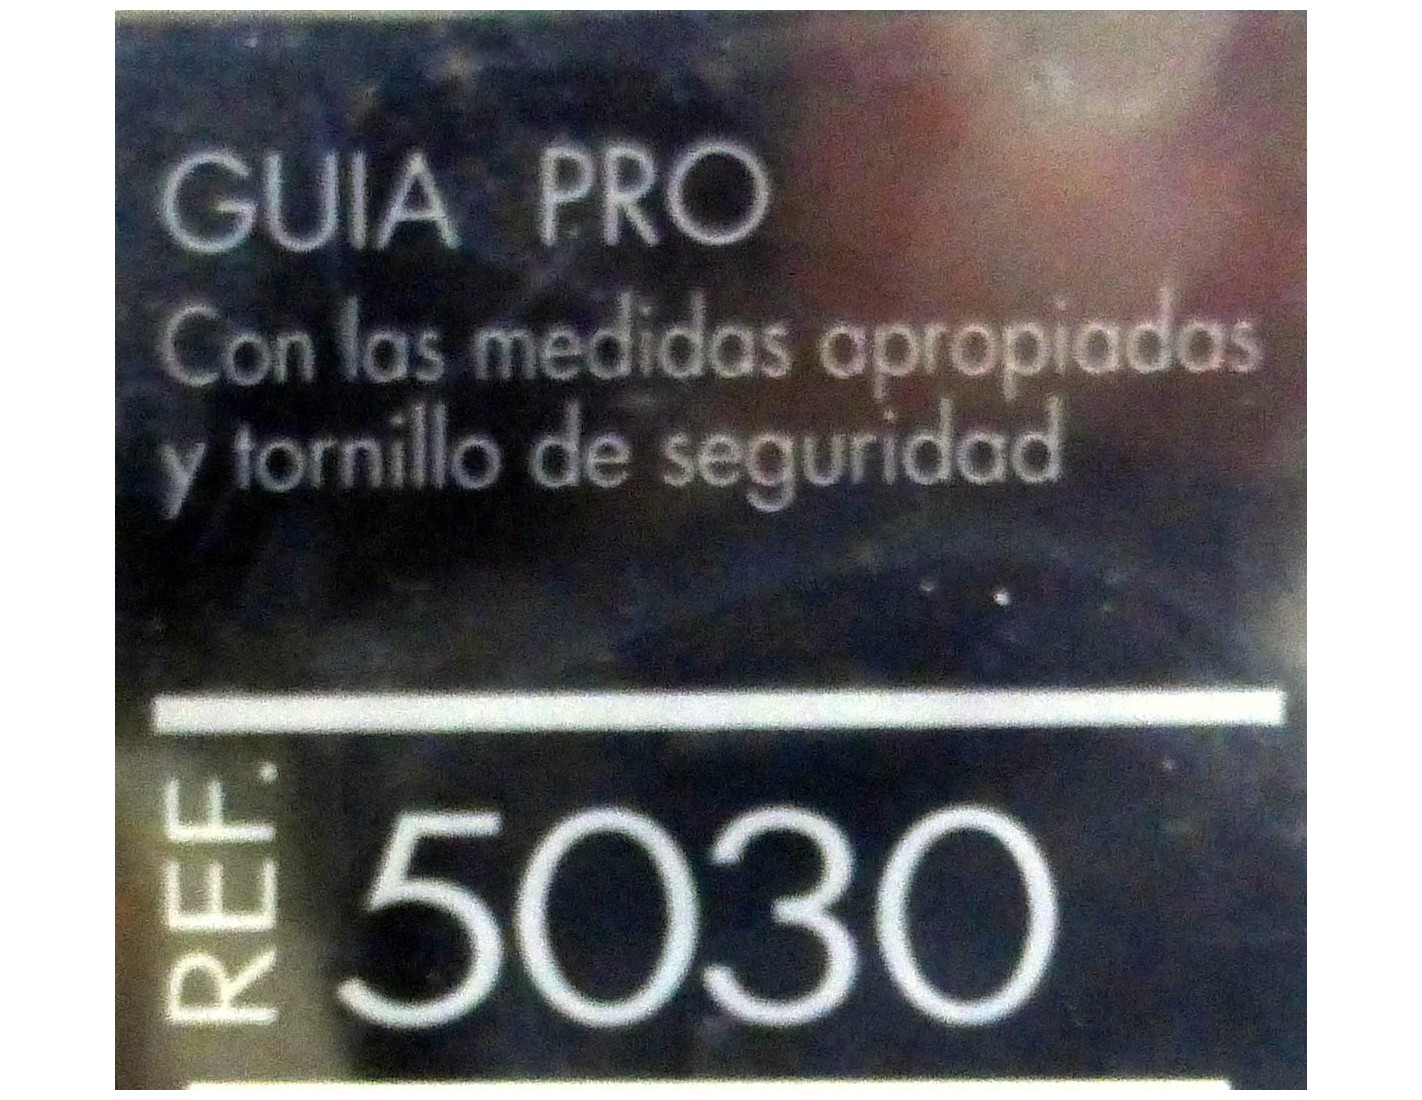 GUIA PRO
Con las medidas apropiadas
y tornillo de seguridad
REF. 5030